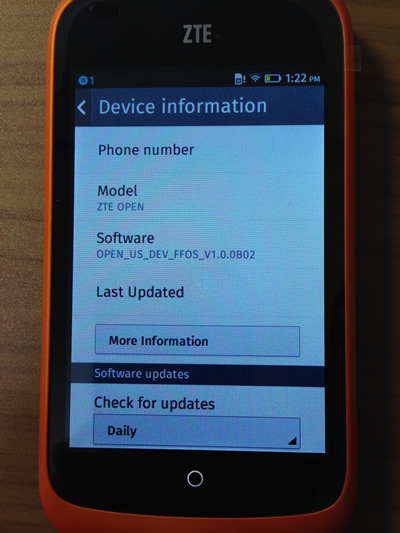 ZTE
1 1:22 PM
Device information
Phone number
Model
ZTE OPEN
Software
OPEN_US_DEV_FFOS_V1.0.0B02
Last Updated
More Information
Software updates
Check for updates
Daily